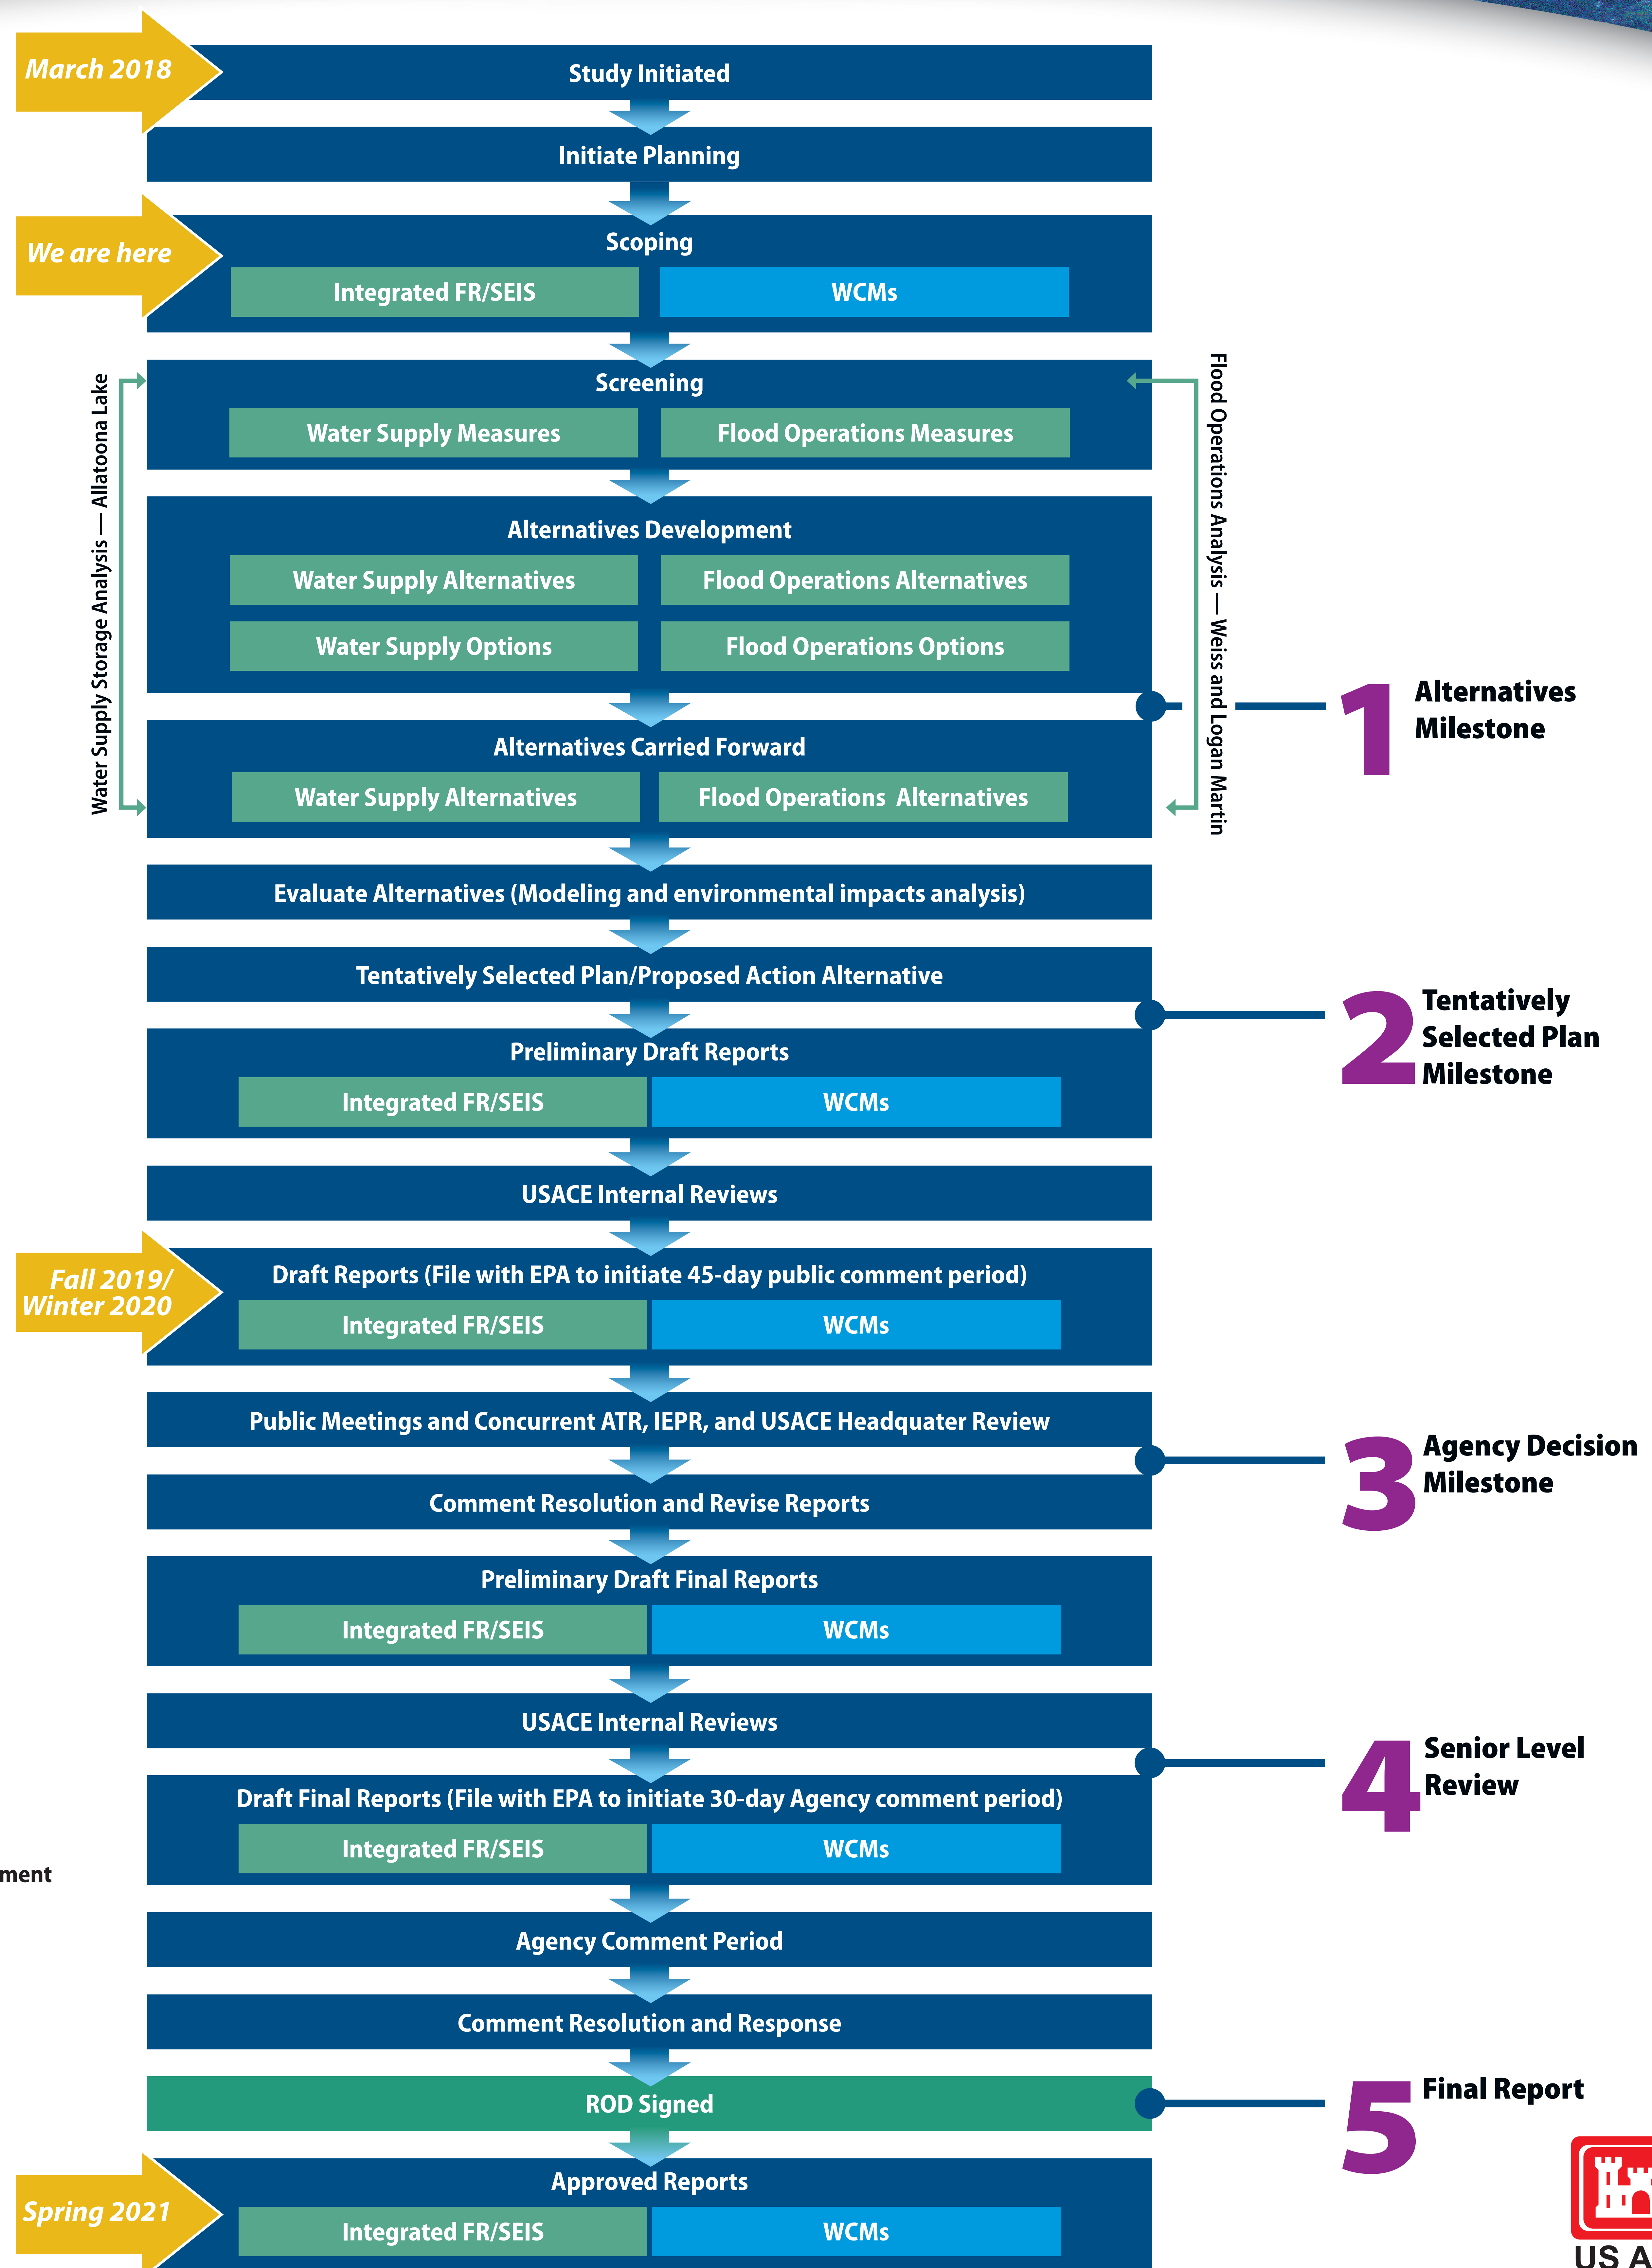 March 2018
Study Initiated
Initiate Planning
We are here
Scoping
Integrated FR/SEIS
WCMs
Screening
Water Supply Measures
Flood Operations Measures
Water Supply Storage Analysis — Allatoona Lake
Flood Operations Analysis — Weiss and Logan Martin
Alternatives Development
Water Supply Alternatives
Flood Operations Alternatives
Water Supply Options
Flood Operations Options
1
Alternatives
Milestone
Alternatives Carried Forward
Water Supply Alternatives
Flood Operations Alternatives
Evaluate Alternatives (Modeling and environmental impacts analysis)
Tentatively Selected Plan/Proposed Action Alternative
2
Tentatively
Selected Plan
Milestone
Preliminary Draft Reports
Integrated FR/SEIS
WCMs
USACE Internal Reviews
Fall 2019/
Winter 2020
Draft Reports (File with EPA to initiate 45-day public comment period)
Integrated FR/SEIS
WCMs
Public Meetings and Concurrent ATR, IEPR, and USACE Headquater Review
3
Agency Decision
Milestone
Comment Resolution and Revise Reports
Preliminary Draft Final Reports
Integrated FR/SEIS
WCMs
USACE Internal Reviews
4
Senior Level
Review
Draft Final Reports (File with EPA to initiate 30-day Agency comment period)
Integrated FR/SEIS
WCMs
ment
Agency Comment Period
Comment Resolution and Response
ROD Signed
5
Final Report
Spring 2021
Approved Reports
Integrated FR/SEIS
WCMs
US A